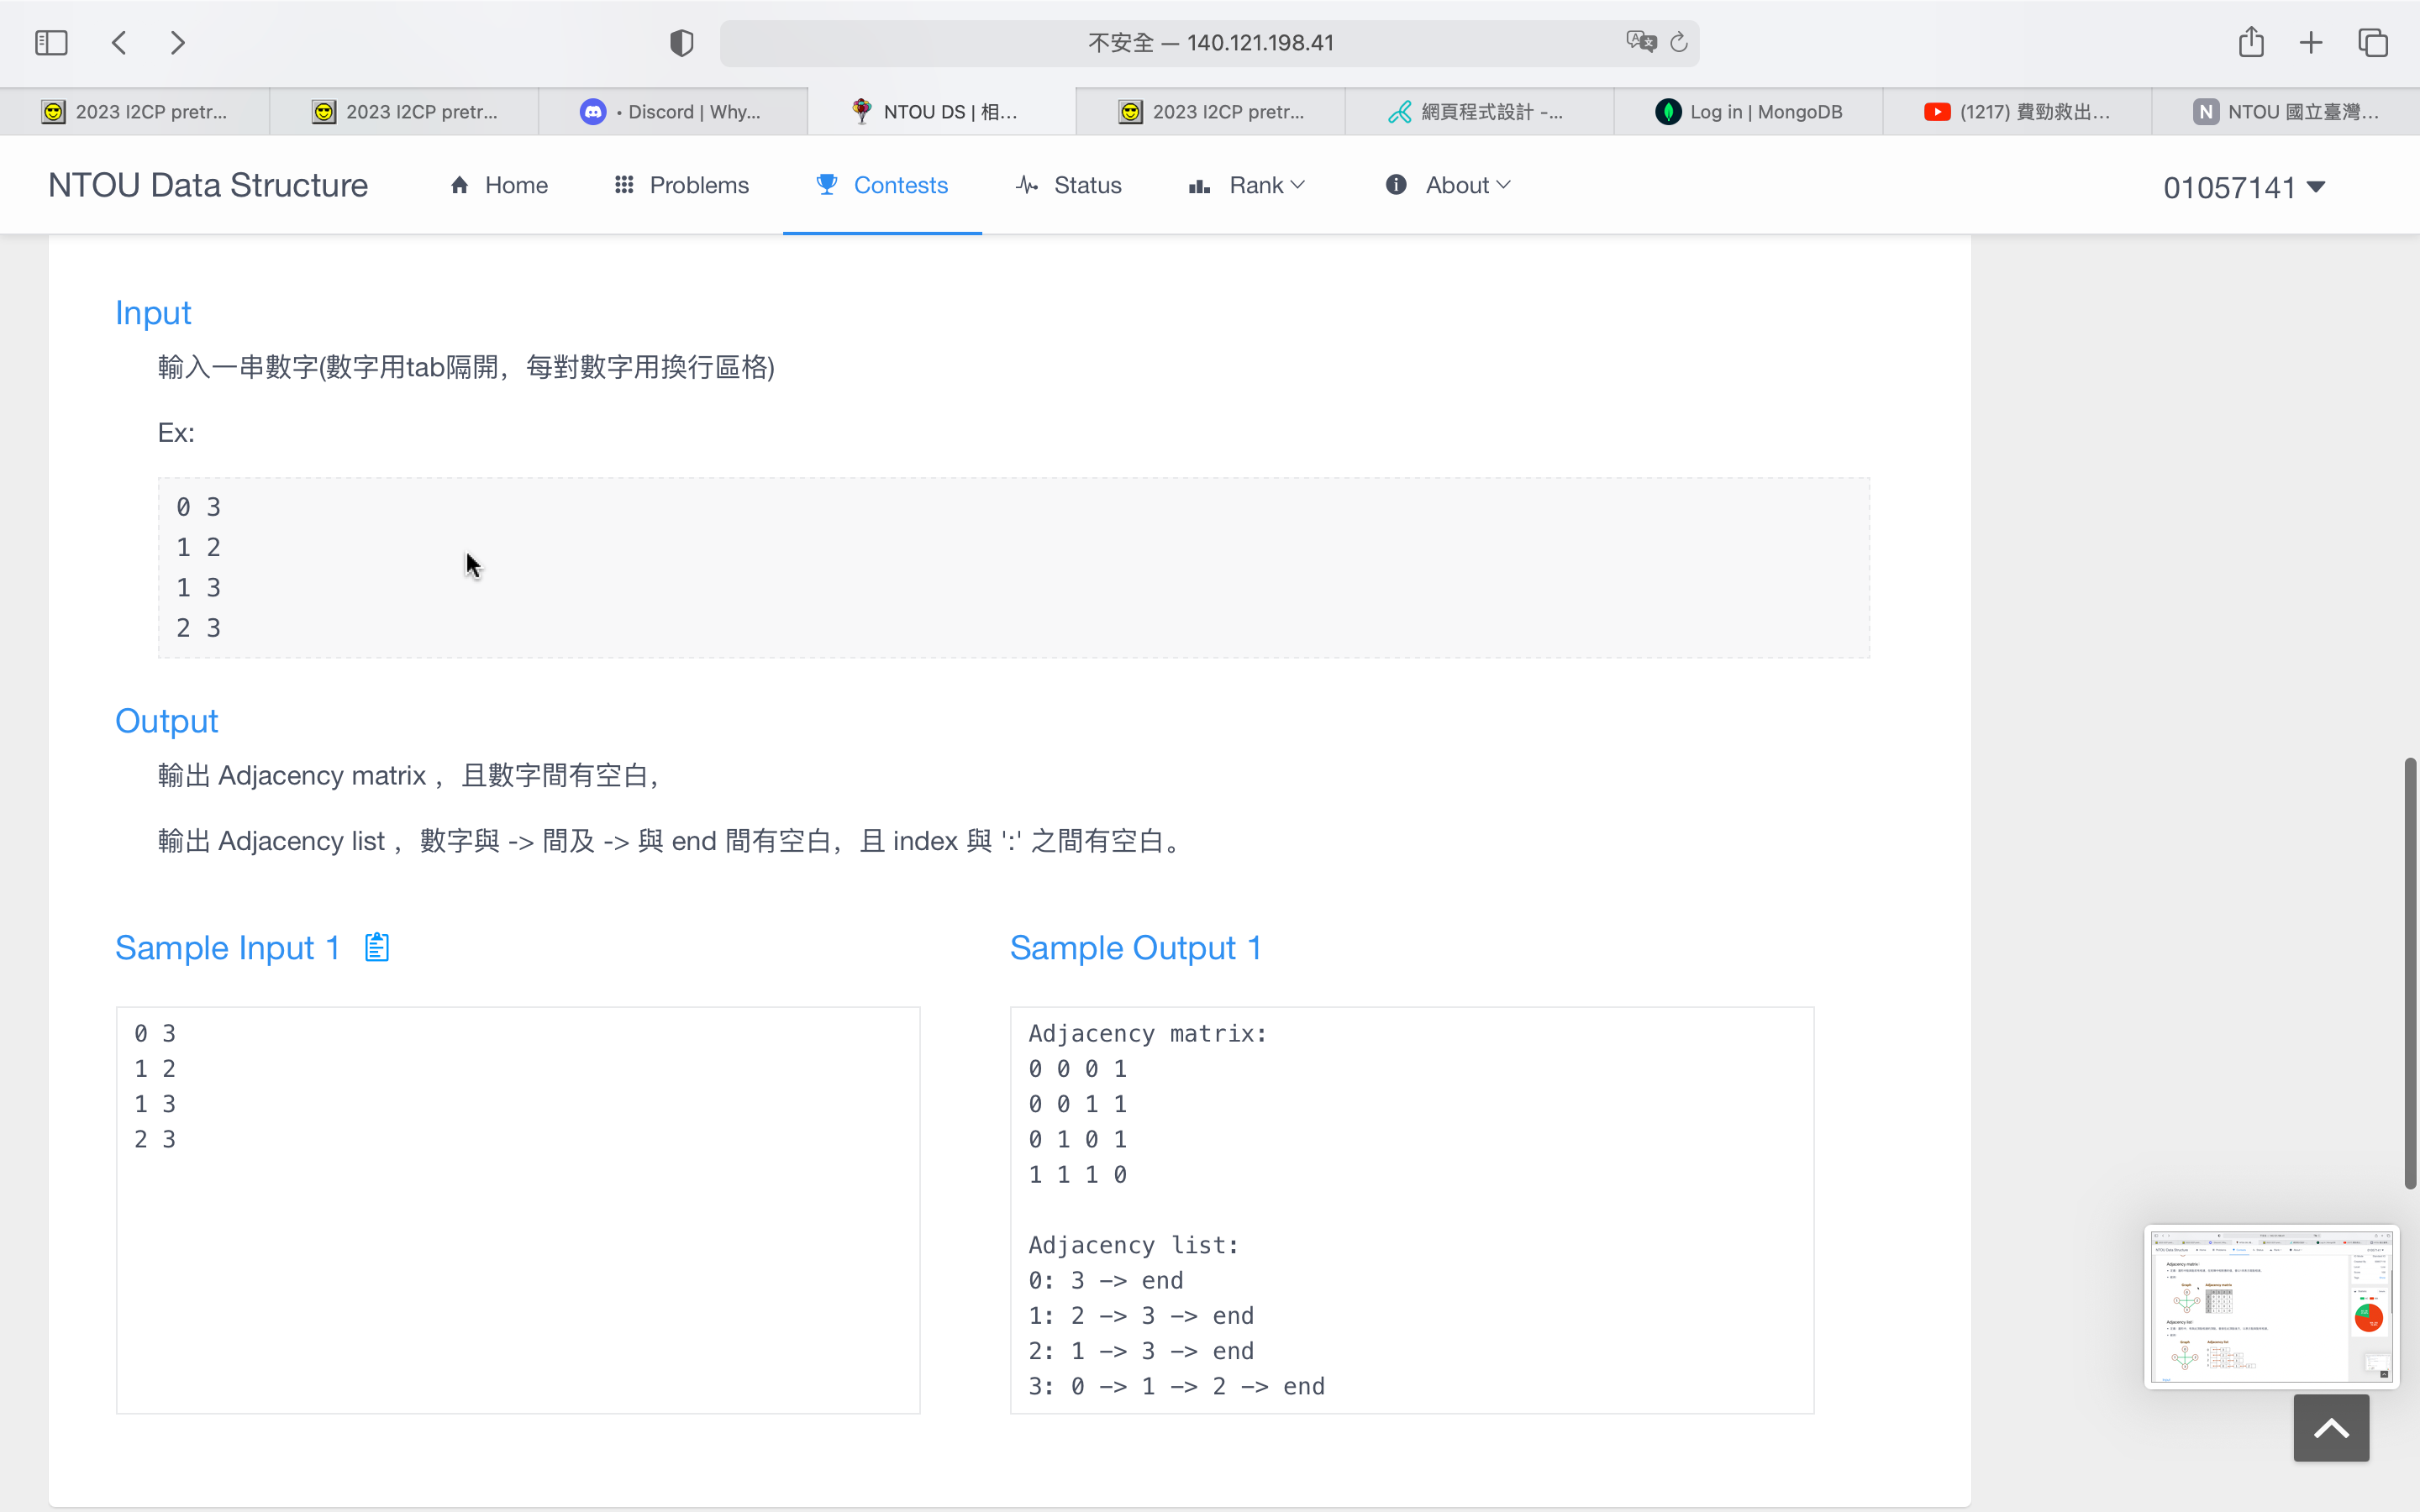 不安全 — 140.121.198.41
2023 I2CP pretr...
2023 I2CP pretr...
• Discord | Why...
NTOU DS | 相...
2023 I2CP pretr...
網頁程式設計 -...
Log in | MongoDB
(1217) 費勁救出...
N NTOU 國立臺灣...
NTOU Data Structure
Home
Problems
Contests
Status
Rank
About
01057141
Input
輸入一串數字(數字用tab隔開，每對數字用換行區格)
Ex:
0 3
1 2
1 3
2 3
Output
輸出 Adjacency matrix ，且數字間有空白，
輸出 Adjacency list ，數字與 -> 間及 -> 與 end 間有空白，且 index 與 ':' 之間有空白。
Sample Input 1
0 3
1 2
1 3
2 3
Sample Output 1
Adjacency matrix:
0 0 0 1
0 0 1 1
0 1 0 1
1 1 1 0
Adjacency list:
0: 3 -> end
1: 2 -> 3 -> end
2: 1 -> 3 -> end
3: 0 -> 1 -> 2 -> end